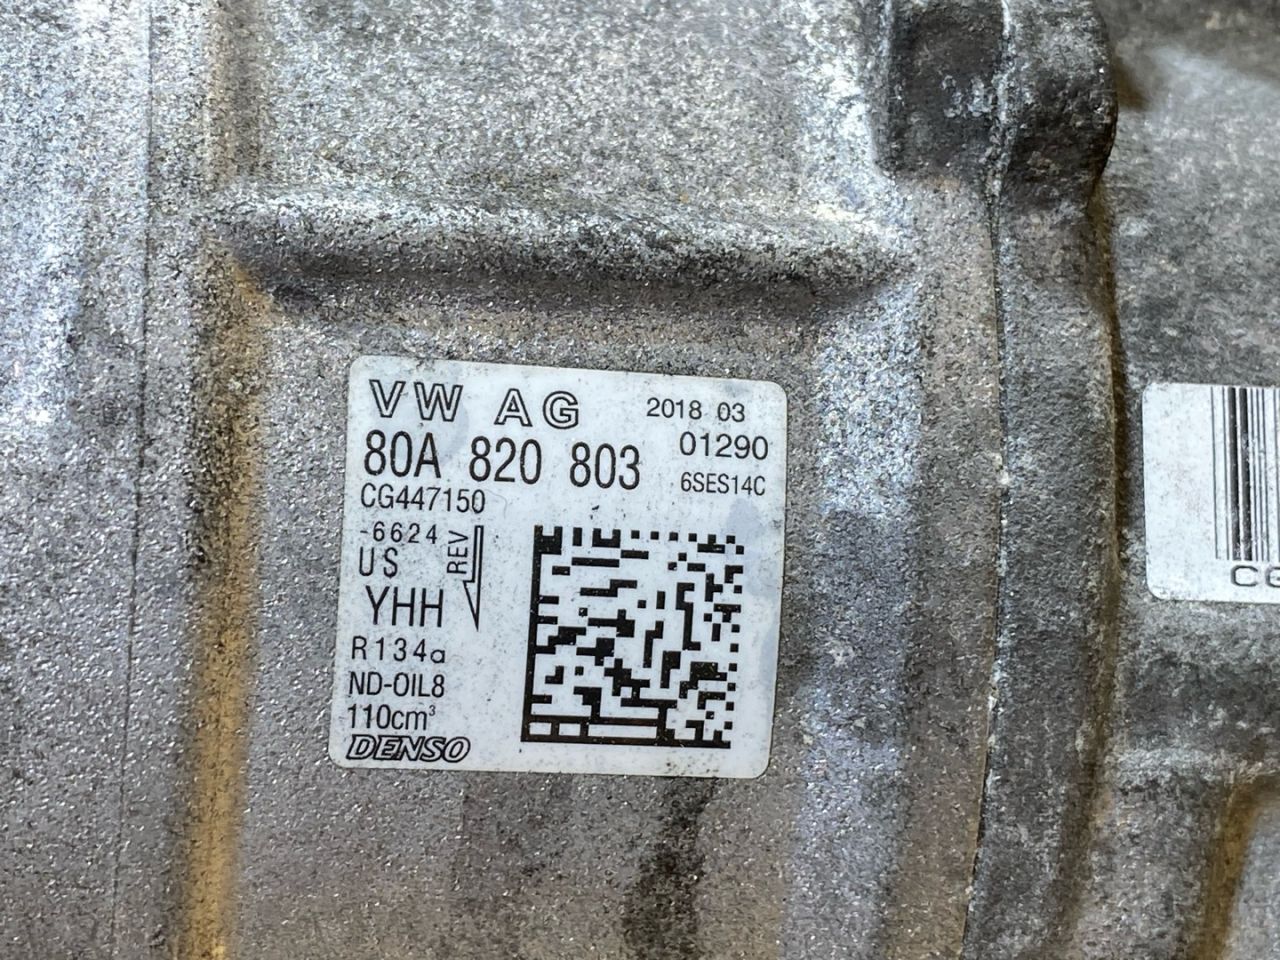 VW AG 2018 03
80A 820 803 01290
CG447150 6SES14C
-6624
US
REV
YHH
R134a
ND-OIL8
110cm³
DENSO